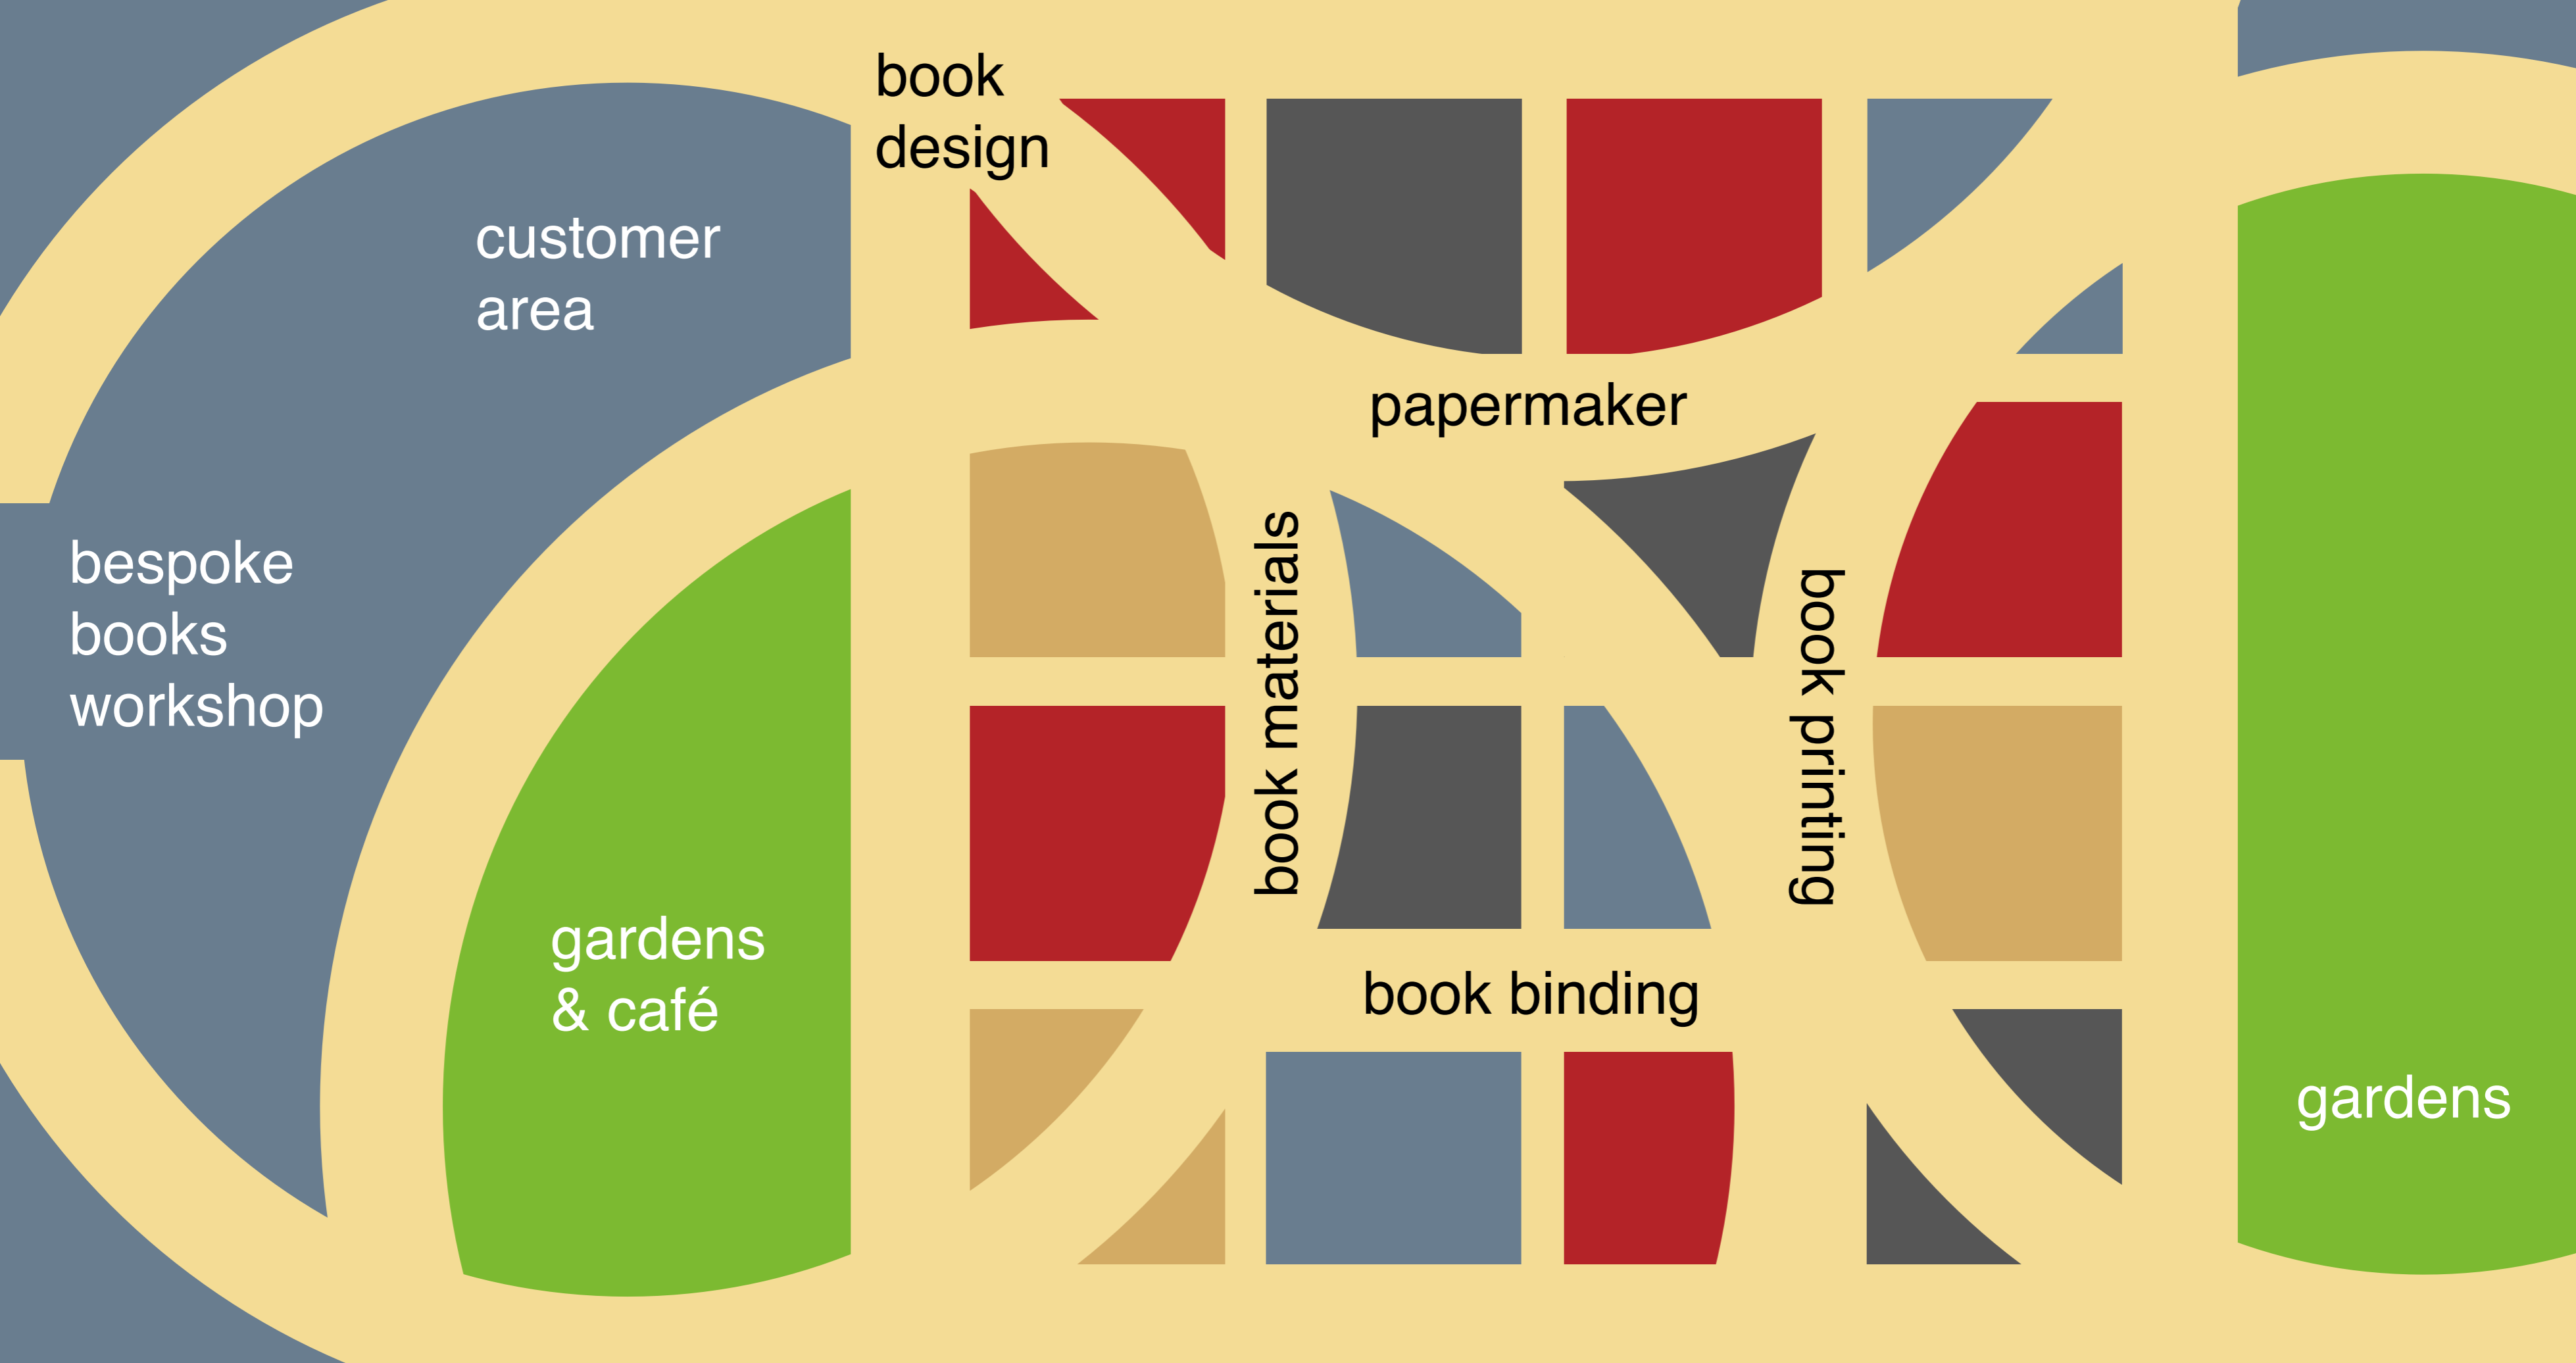 book
design
customer
area
papermaker
bespoke
books
workshop
book materials
book printing
gardens
& café
book binding
gardens